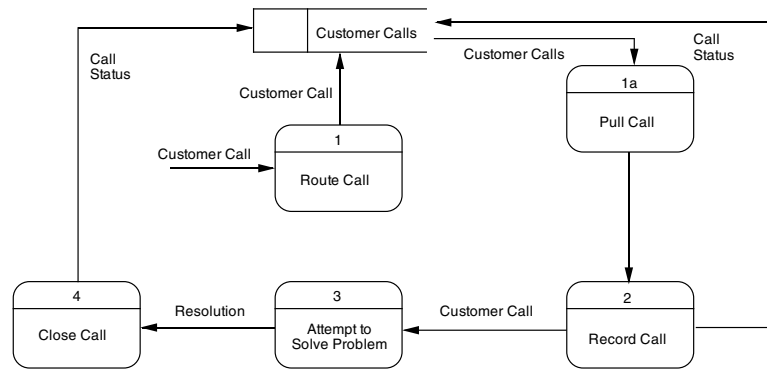 Customer Calls
Call
Status
Customer Calls
Call
Status
Customer Call
1a
Pull Call
Customer Call
1
Route Call
4
Close Call
Resolution
3
Attempt to
Solve Problem
Customer Call
2
Record Call